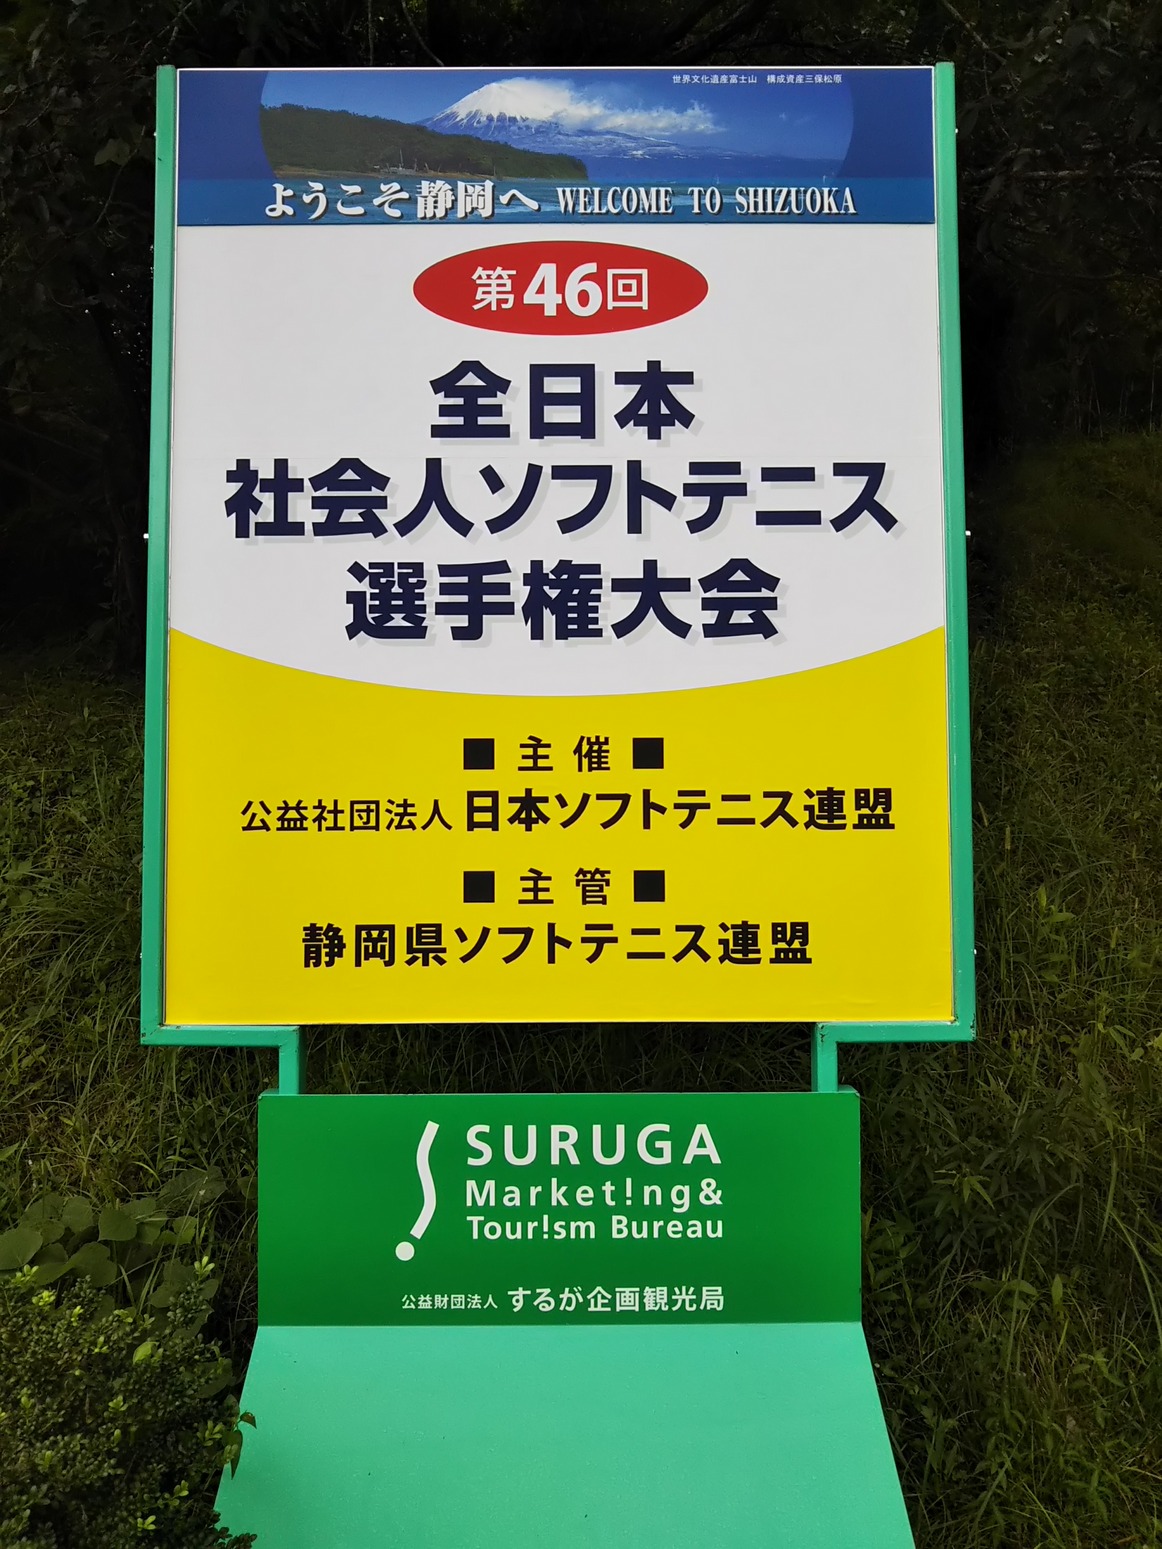 世界文化遺産富士山　構成資産三保松原
ようこそ静岡へ WELCOME TO SHIZUOKA
第46回
全日本
社会人ソフトテニス
選手権大会
■ 主 催 ■
公益社団法人 日本ソフトテニス連盟
■ 主 管 ■
静岡県ソフトテニス連盟
SURUGA
Market!ng&
Tour!sm Bureau
公益財団法人 するが企画観光局